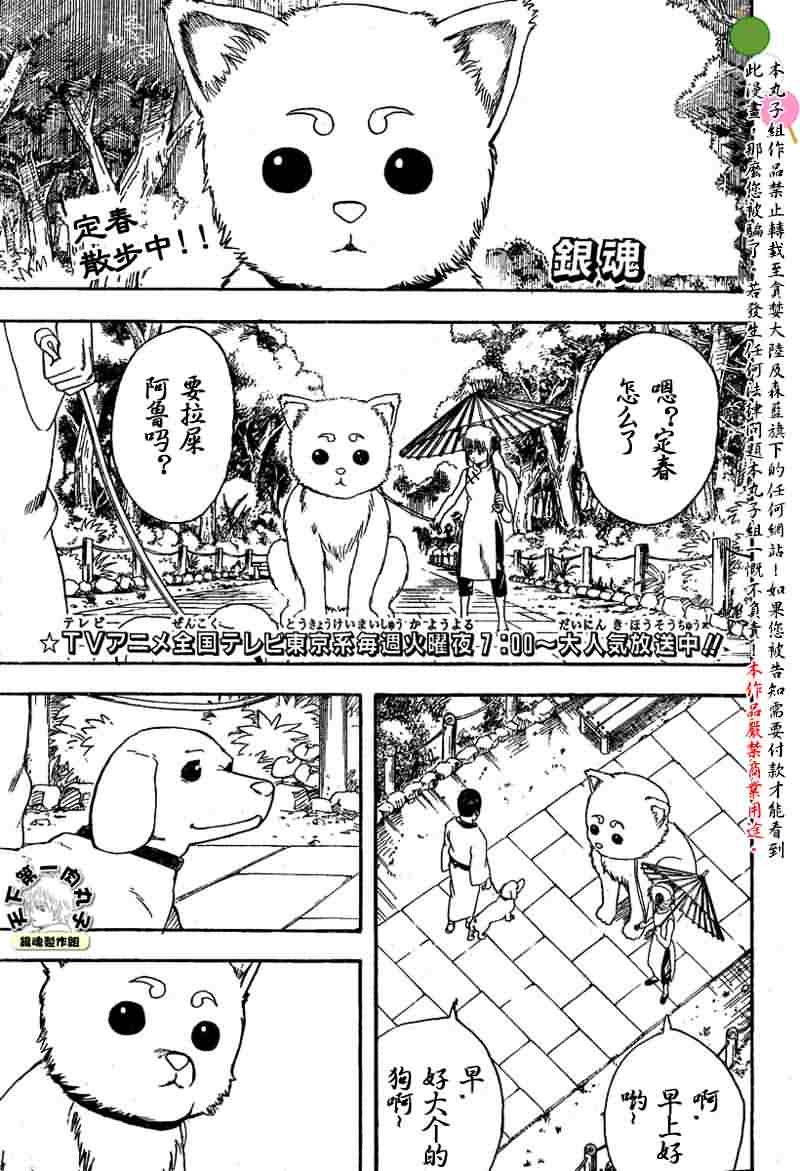 定春
散步中!!
銀魂
嗯?定春
怎么了
要拉屎
阿鲁吗?
テレビー ぜんこく とうきょうけいまいしゅう かようよる だいにん き・ほうそうちゅう
☆TVアニメ全国テレビ東京系毎週火曜夜7:00~大人気放送中!!
啊,
早上好
哟~
早.
好大个的
狗啊~
天下第一肉丸子
銀魂製作組
本丸子組作品禁止轉載至貪婪大陸及森藍旗下的任何網站!如果您被告知需要付款才能看到
此漫畫,那麼您被騙了,若發生任何法律問題本丸子組一概不負責!本作品嚴禁商業用途.